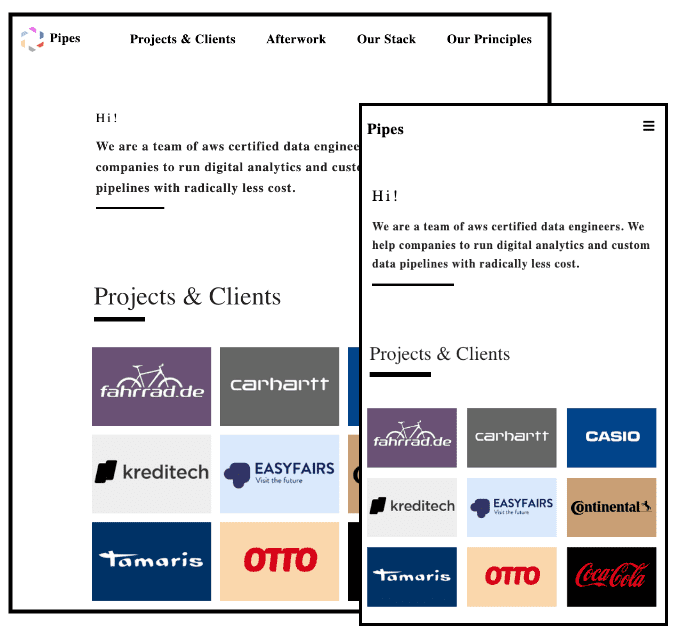 Pipes
Projects & Clients Afterwork Our Stack Our Principles
Hi!
We are a team of aws certified data enginee
companies to run digital analytics and custo
pipelines with radically less cost.
Projects & Clients
fahrrad.de carhartt
kreditech EASYFAIRS
Visit the future
Tamaris OTTO
Pipes
Hi!
We are a team of aws certified data engineers. We
help companies to run digital analytics and custom
data pipelines with radically less cost.
Projects & Clients
fahrrad.de carhartt CASIO
kreditech EASYFAIRS Continental
Visit the future
Tamaris OTTO Coca-Cola